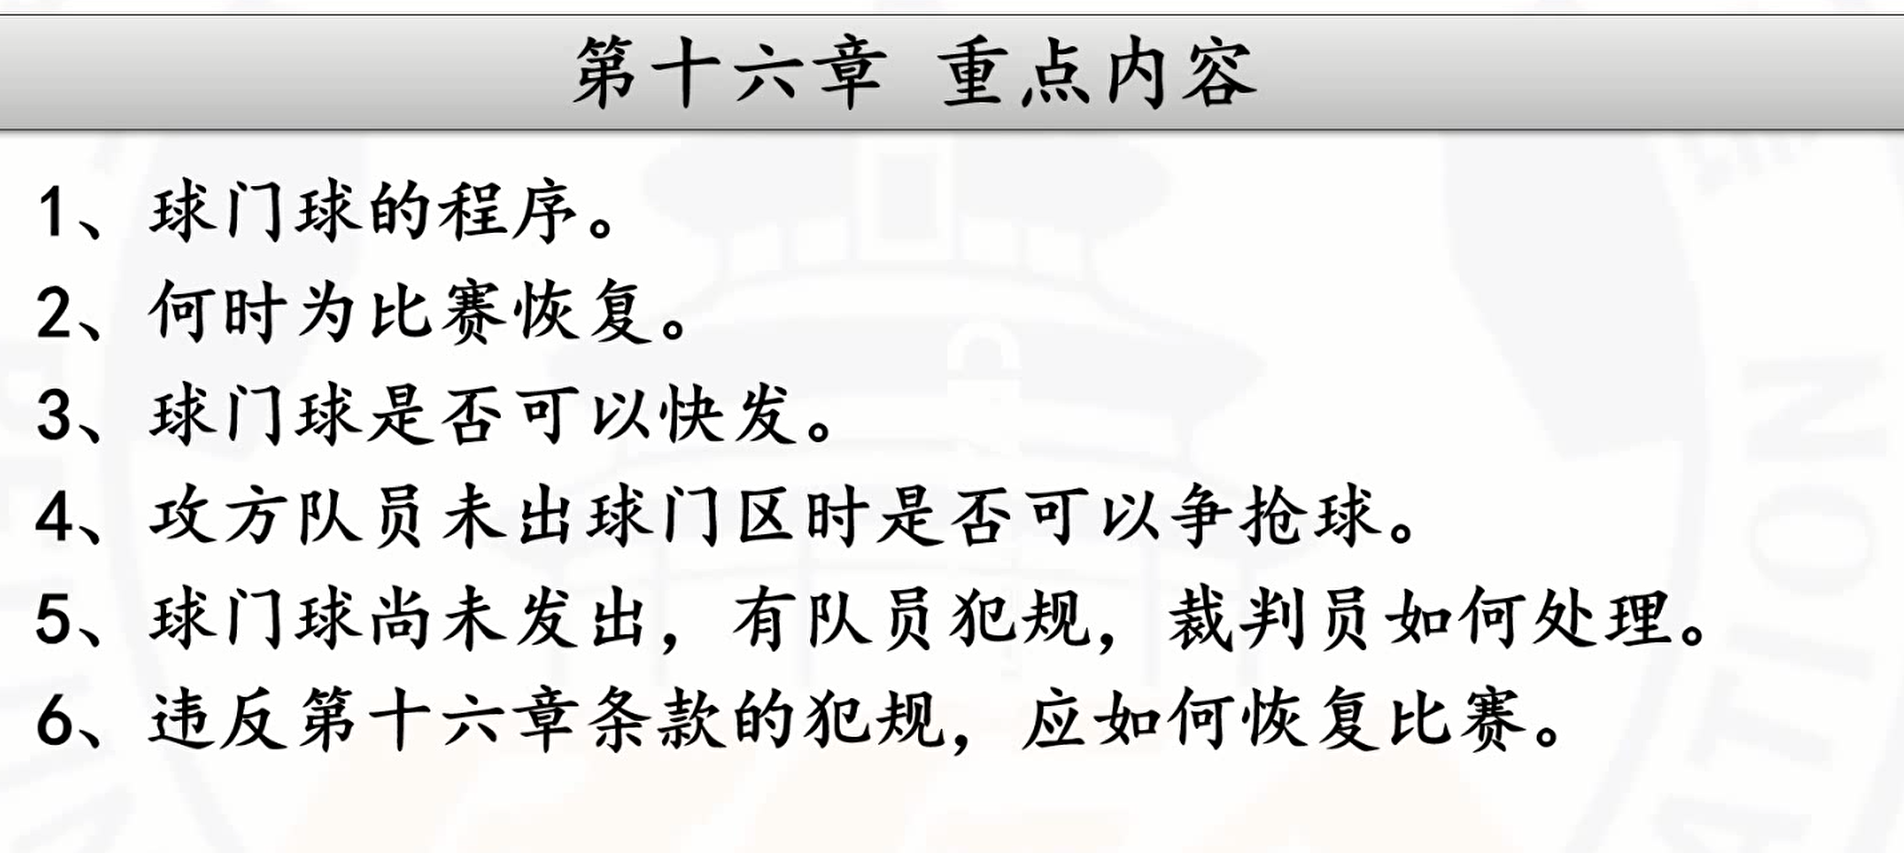 第十六章 重点内容
1、球门球的程序。
2、何时为比赛恢复。
3、球门球是否可以快发。
4、攻方队员未出球门区时是否可以争抢球。
5、球门球尚未发出，有队员犯规，裁判员如何处理。
6、违反第十六章条款的犯规，应如何恢复比赛。